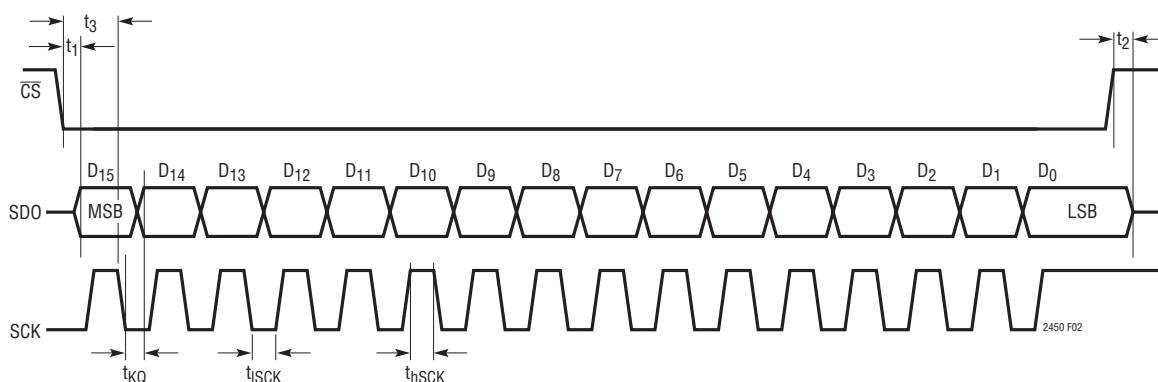 t3
t1
t2
CS
D15 D14 D13 D12 D11 D10 D9 D8 D7 D6 D5 D4 D3 D2 D1 D0
SDO MSB LSB
SCK
2450 F02
tKQ tlSCK thSCK